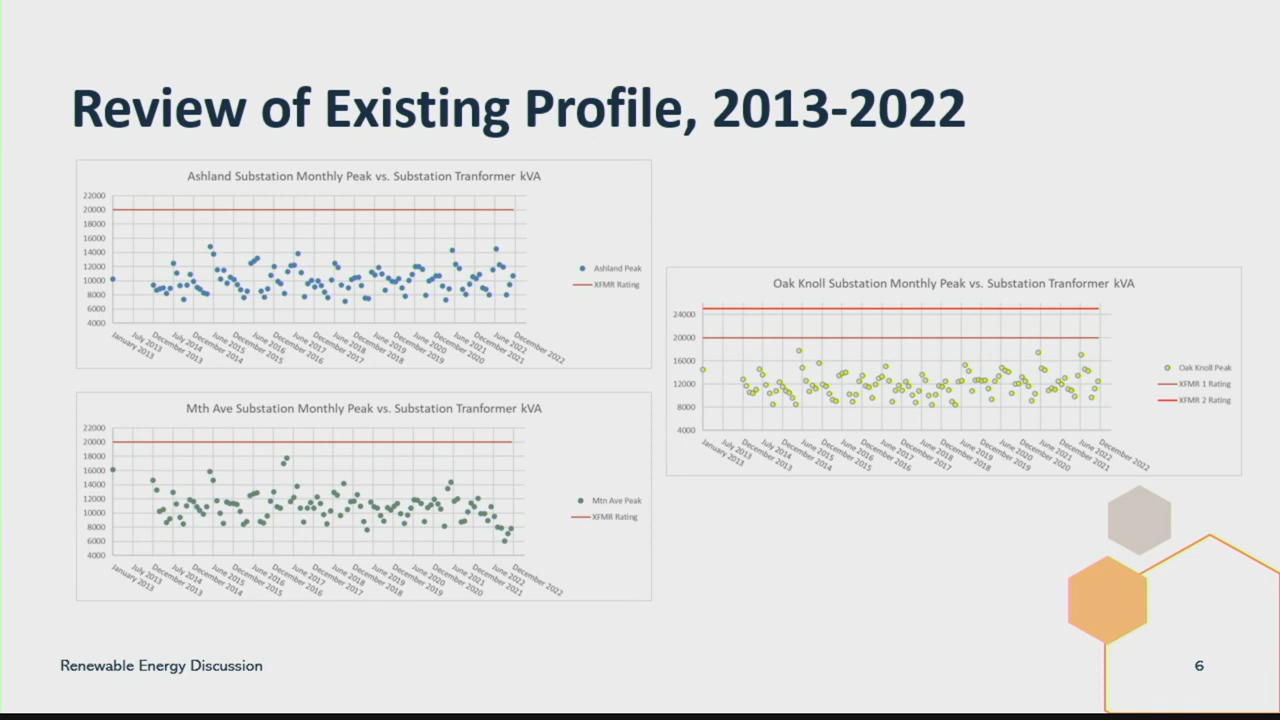 Review of Existing Profile, 2013-2022
Ashland Substation Monthly Peak vs. Substation Tranformer kVA
22000
20000
18000
16000
14000
12000
10000
8000
6000
4000
January 2013
July 2013
December 2013
July 2014
December 2014
June 2015
December 2015
June 2016
December 2016
June 2017
December 2017
June 2018
December 2018
June 2019
December 2019
June 2020
December 2020
June 2021
December 2021
June 2022
December 2022
Ashland Peak
XFMR Rating
Oak Knoll Substation Monthly Peak vs. Substation Tranformer kVA
24000
20000
16000
12000
8000
4000
January 2013
July 2013
December 2013
July 2014
December 2014
June 2015
December 2015
June 2016
December 2016
June 2017
December 2017
June 2018
December 2018
June 2019
December 2019
June 2020
December 2020
June 2021
December 2021
June 2022
December 2022
Oak Knoll Peak
XFMR 1 Rating
XFMR 2 Rating
Mth Ave Substation Monthly Peak vs. Substation Tranformer kVA
22000
20000
18000
16000
14000
12000
10000
8000
6000
4000
January 2013
July 2013
December 2013
July 2014
December 2014
June 2015
December 2015
June 2016
December 2016
June 2017
December 2017
June 2018
December 2018
June 2019
December 2019
June 2020
December 2020
June 2021
December 2021
June 2022
December 2022
Mtn Ave Peak
XFMR Rating
Renewable Energy Discussion
6